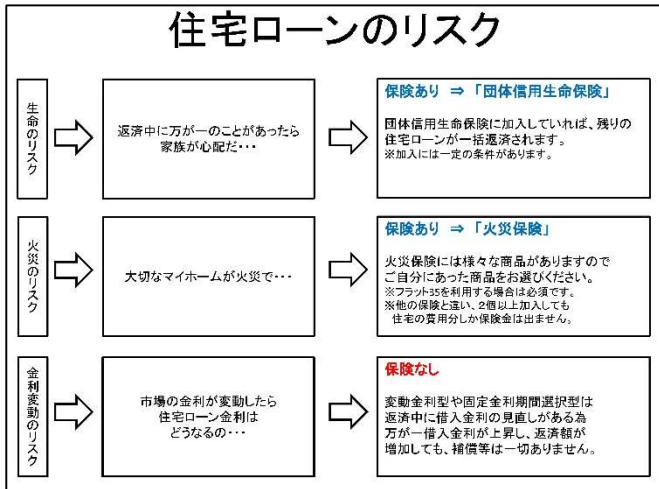 住宅ローンのリスク
生命のリスク
返済中に万が一のことがあったら
家族が心配だ・・・
保険あり ⇒ 「団体信用生命保険」
団体信用生命保険に加入していれば、残りの
住宅ローンが一括返済されます。
※加入には一定の条件があります。
火災のリスク
大切なマイホームが火災で・・・
保険あり ⇒ 「火災保険」
火災保険には様々な商品がありますので
ご自分にあった商品をお選びください。
※フラット35を利用する場合は必須です。
※他の保険と違い、2個以上加入しても
住宅の費用分しか保険金は出ません。
金利変動のリスク
市場の金利が変動したら
住宅ローン金利は
どうなるの・・・
保険なし
変動金利型や固定金利期間選択型は
返済中に借入金利の見直しがある為
万が一借入金利が上昇し、返済額が
増加しても、補償等は一切ありません。